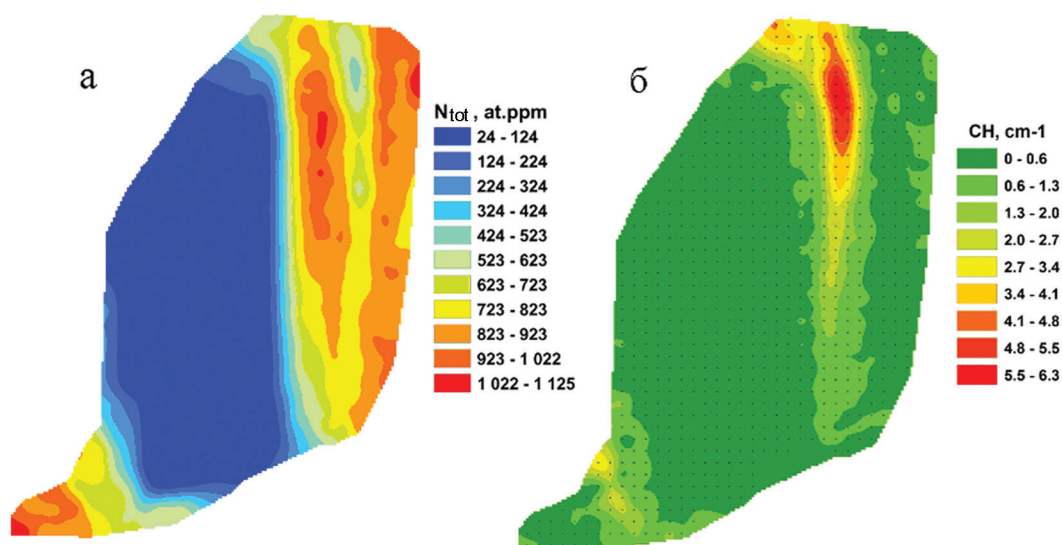 а
N tot , at.ppm
24 - 124
124 - 224
224 - 324
324 - 424
424 - 523
523 - 623
623 - 723
723 - 823
823 - 923
923 - 1 022
1 022 - 1 125
б
CH, cm-1
0 - 0.6
0.6 - 1.3
1.3 - 2.0
2.0 - 2.7
2.7 - 3.4
3.4 - 4.1
4.1 - 4.8
4.8 - 5.5
5.5 - 6.3